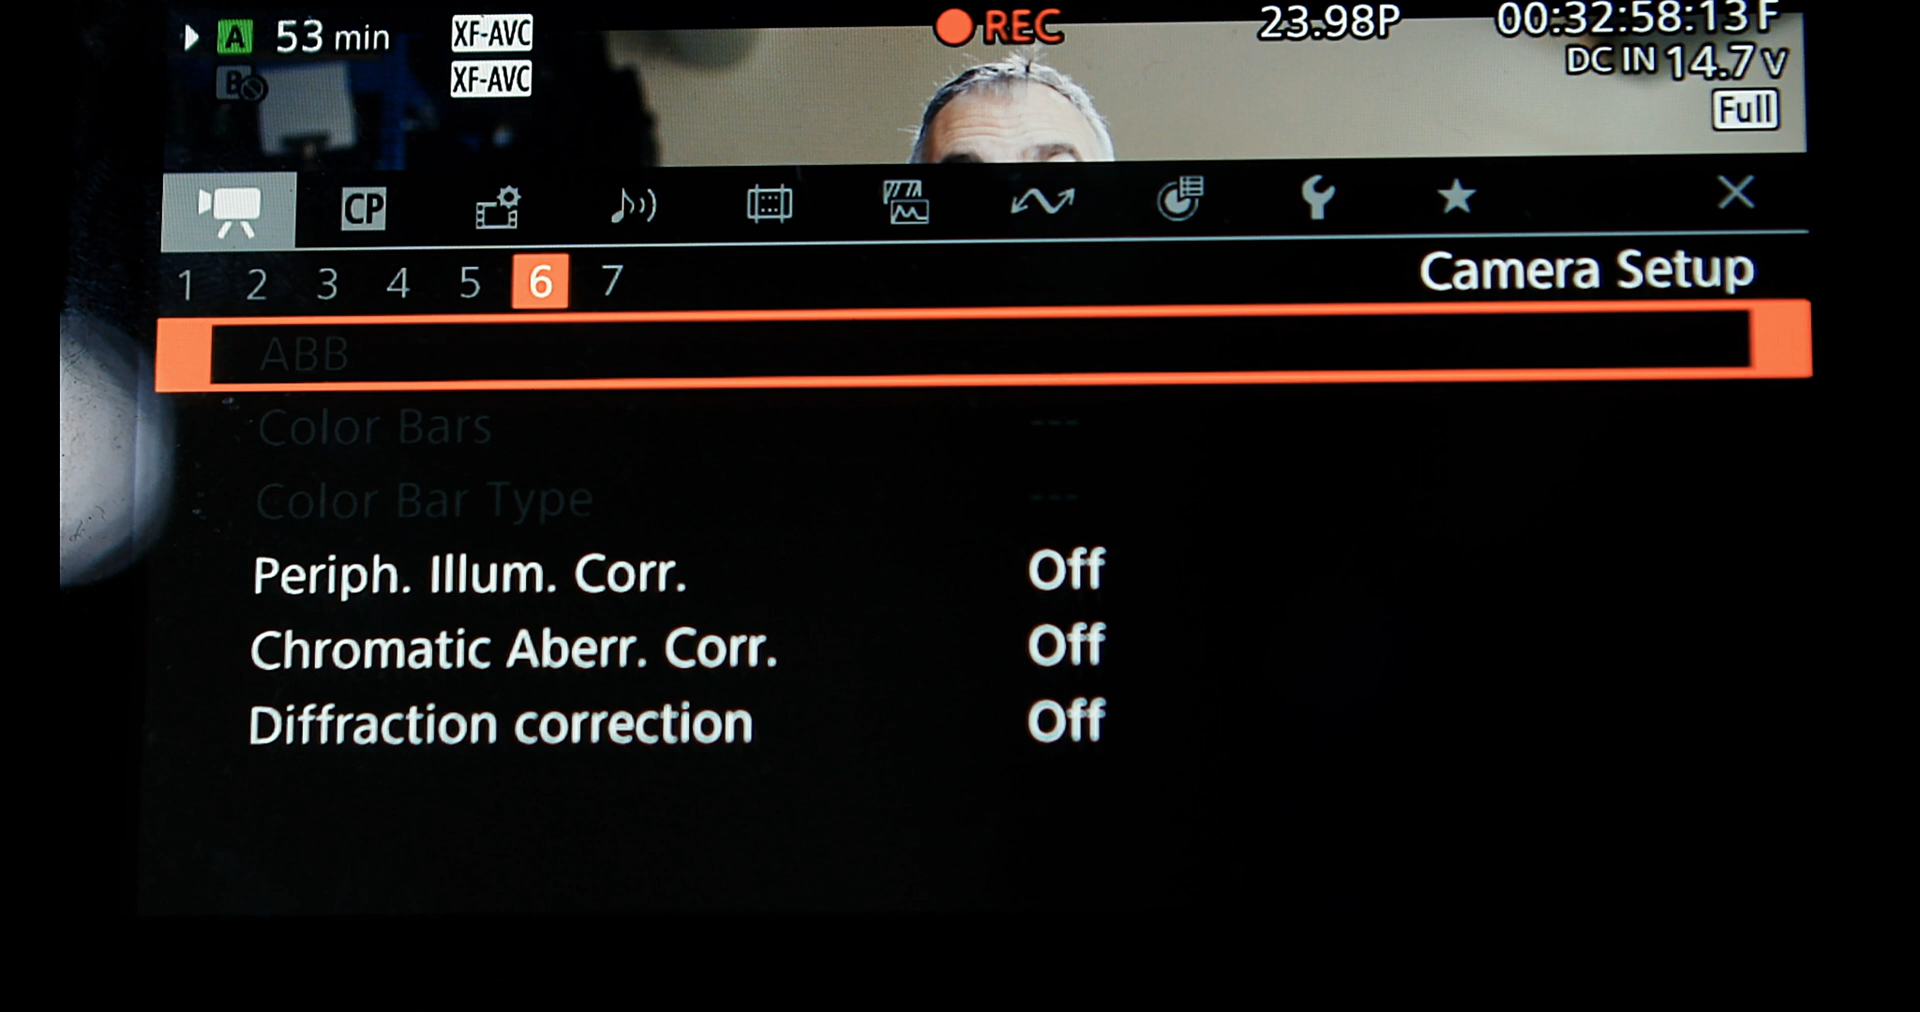 A 53 min XF-AVC REC 23.98P 00:32:58:13 F
B XF-AVC DC IN 14.7 V
Full
CP
1 2 3 4 5 6 7 Camera Setup
ABB
Color Bars ---
Color Bar Type ---
Periph. Illum. Corr. Off
Chromatic Aberr. Corr. Off
Diffraction correction Off